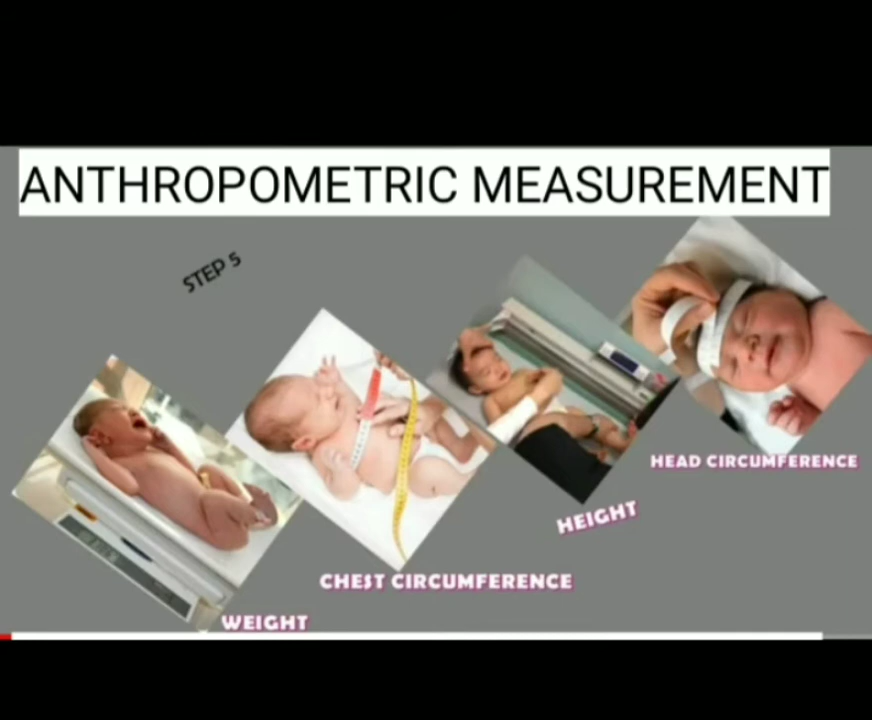 ANTHROPOMETRIC MEASUREMENT
STEP 5
HEAD CIRCUMFERENCE
HEIGHT
CHEST CIRCUMFERENCE
WEIGHT